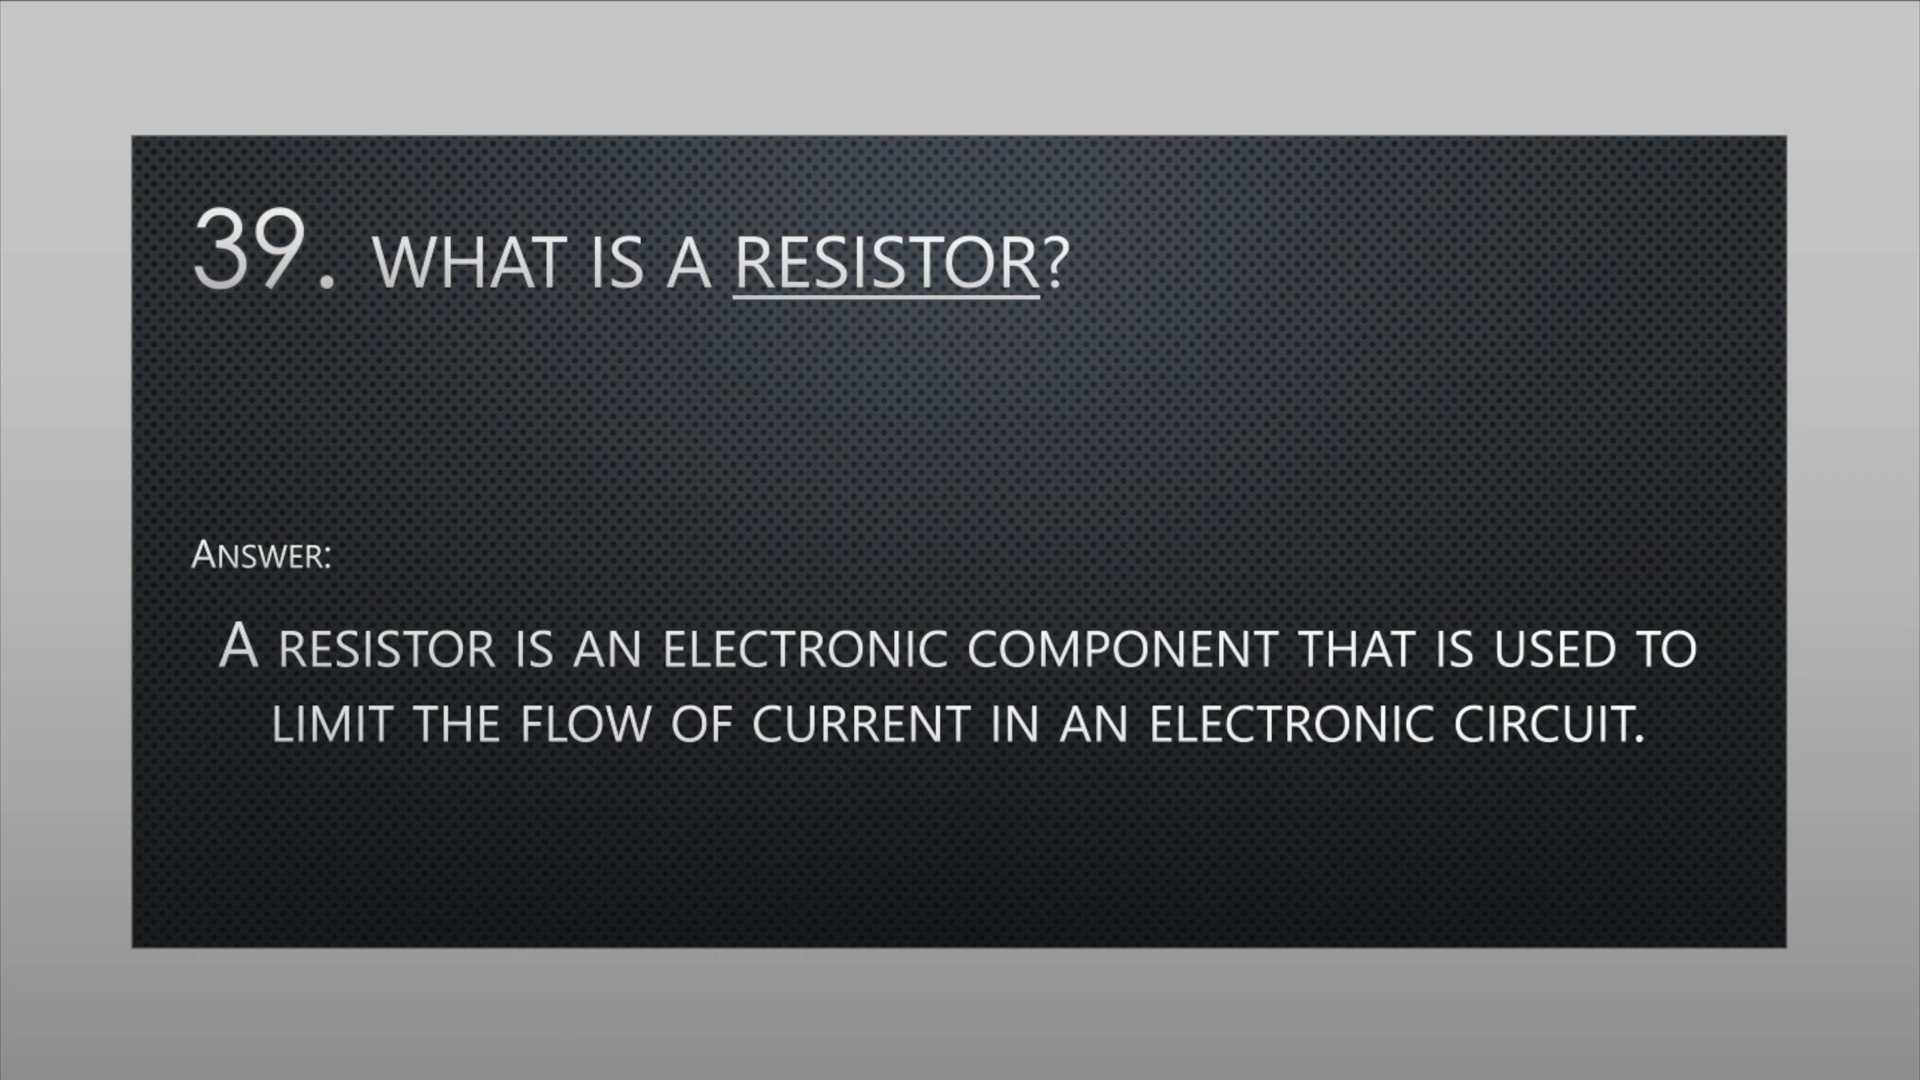 39. WHAT IS A RESISTOR?
ANSWER:
A RESISTOR IS AN ELECTRONIC COMPONENT THAT IS USED TO
LIMIT THE FLOW OF CURRENT IN AN ELECTRONIC CIRCUIT.